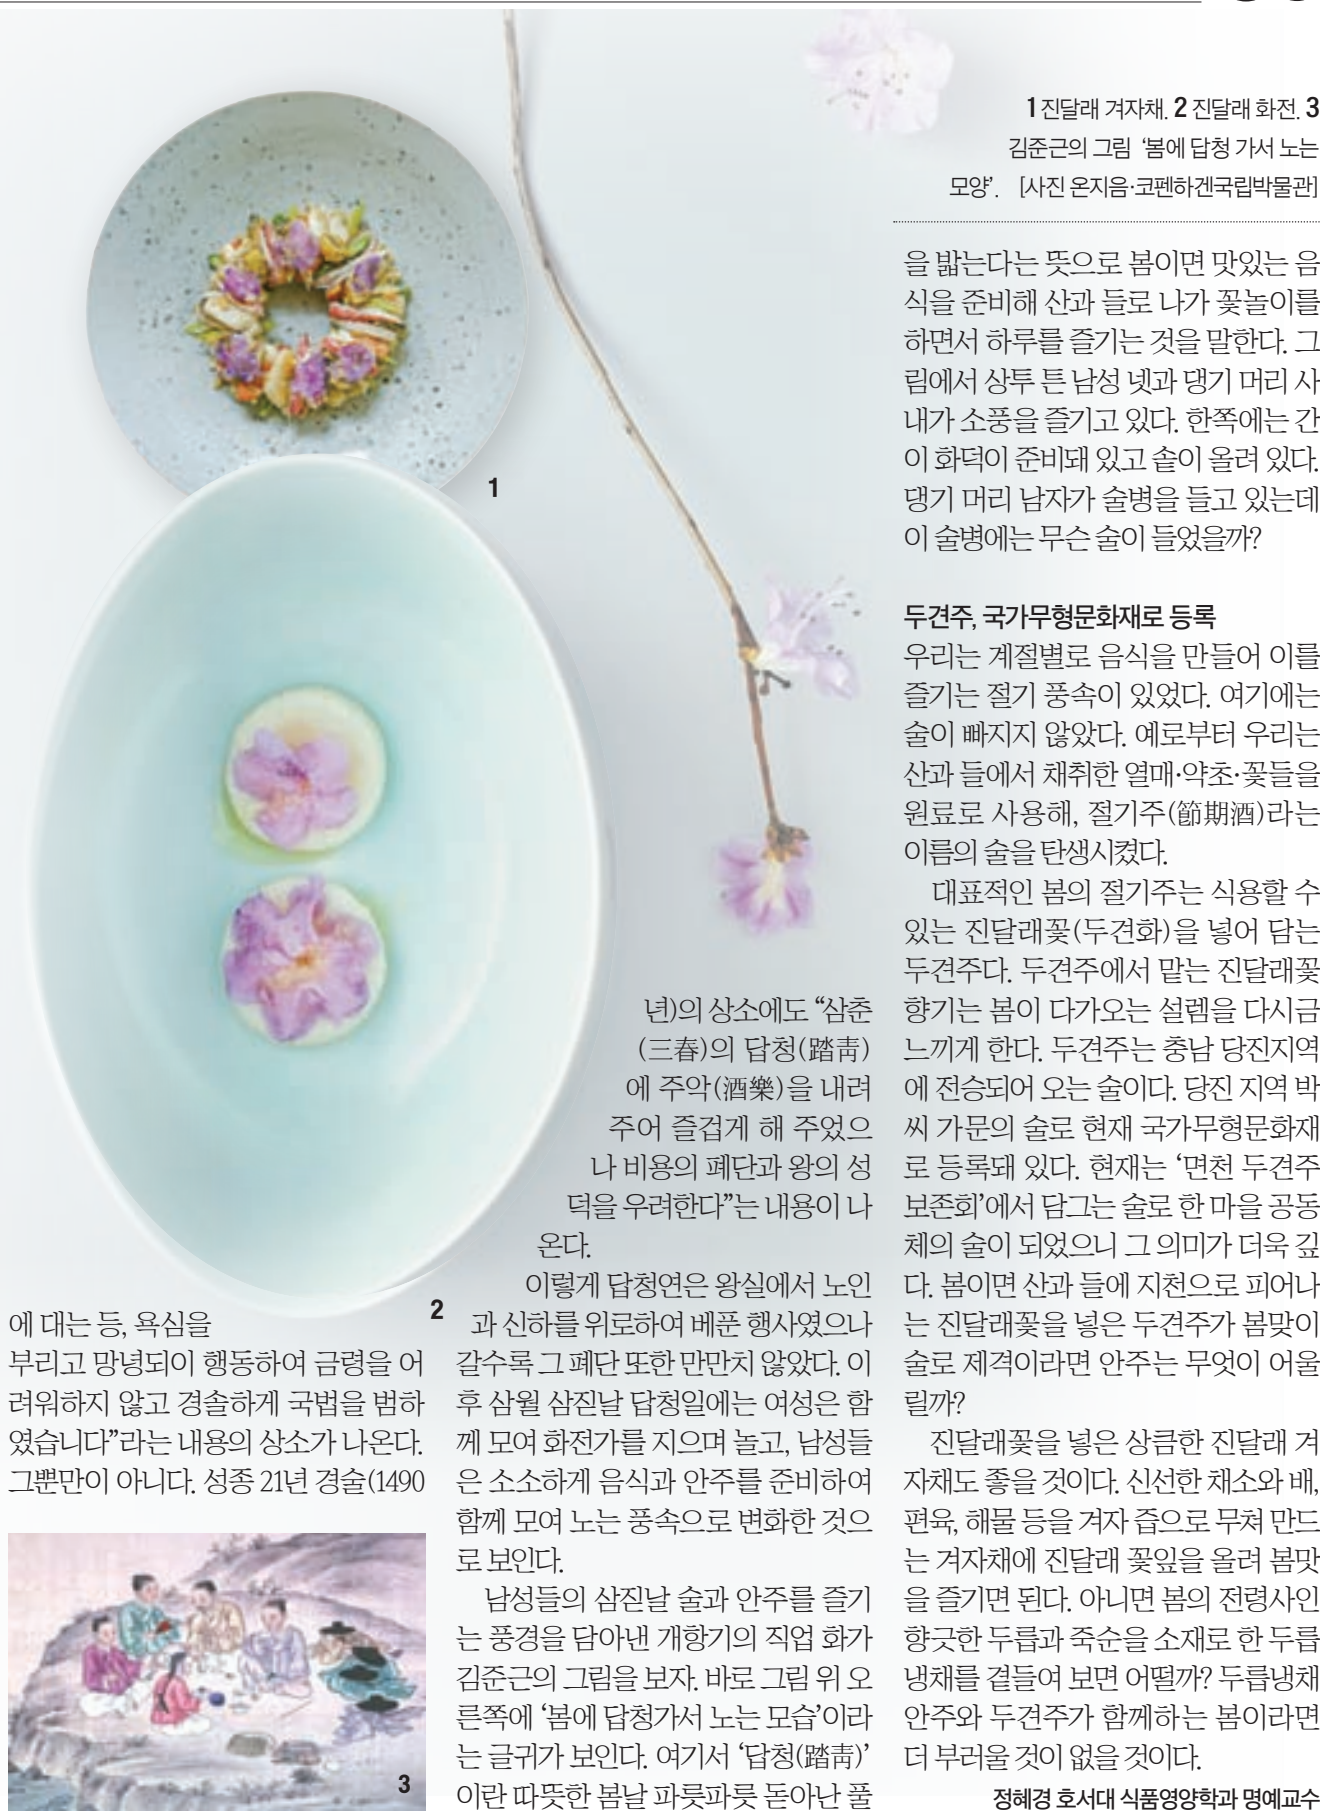 1 진달래 겨자채. 2 진달래 화전. 3
김준근의 그림 ‘봄에 답청 가서 노는
모양’. [사진 온지음·코펜하겐국립박물관]
1
2
에 대는 등, 욕심을
부리고 망녕되이 행동하여 금령을 어
려워하지 않고 경솔하게 국법을 범하
였습니다”라는 내용의 상소가 나온다.
그뿐만이 아니다. 성종 21년 경술(1490
3
년)의 상소에도 “삼춘
(三春)의 답청(踏靑)
에 주악(酒樂)을 내려
주어 즐겁게 해 주었으
나 비용의 폐단과 왕의 성
덕을 우려한다”는 내용이 나
온다.
이렇게 답청연은 왕실에서 노인
과 신하를 위로하여 베푼 행사였으나
갈수록 그 폐단 또한 만만치 않았다. 이
후 삼월 삼짇날 답청일에는 여성은 함
께 모여 화전가를 지으며 놀고, 남성들
은 소소하게 음식과 안주를 준비하여
함께 모여 노는 풍속으로 변화한 것으
로 보인다.
남성들의 삼짇날 술과 안주를 즐기
는 풍경을 담아낸 개항기의 직업 화가
김준근의 그림을 보자. 바로 그림 위 오
른쪽에 ‘봄에 답청가서 노는 모습’이라
는 글귀가 보인다. 여기서 ‘답청(踏靑)’
이란 따뜻한 봄날 파릇파릇 돋아난 풀
을 밟는다는 뜻으로 봄이면 맛있는 음
식을 준비해 산과 들로 나가 꽃놀이를
하면서 하루를 즐기는 것을 말한다. 그
림에서 상투 튼 남성 넷과 댕기 머리 사
내가 소풍을 즐기고 있다. 한쪽에는 간
이 화덕이 준비돼 있고 솥이 올려 있다.
댕기 머리 남자가 술병을 들고 있는데
이 술병에는 무슨 술이 들었을까?
두견주, 국가무형문화재로 등록
우리는 계절별로 음식을 만들어 이를
즐기는 절기 풍속이 있었다. 여기에는
술이 빠지지 않았다. 예로부터 우리는
산과 들에서 채취한 열매·약초·꽃들을
원료로 사용해, 절기주(節期酒)라는
이름의 술을 탄생시켰다.
대표적인 봄의 절기주는 식용할 수
있는 진달래꽃(두견화)을 넣어 담는
두견주다. 두견주에서 맡는 진달래꽃
향기는 봄이 다가오는 설렘을 다시금
느끼게 한다. 두견주는 충남 당진지역
에 전승되어 오는 술이다. 당진 지역 박
씨 가문의 술로 현재 국가무형문화재
로 등록돼 있다. 현재는 ‘면천 두견주
보존회’에서 담그는 술로 한 마을 공동
체의 술이 되었으니 그 의미가 더욱 깊
다. 봄이면 산과 들에 지천으로 피어나
는 진달래꽃을 넣은 두견주가 봄맞이
술로 제격이라면 안주는 무엇이 어울
릴까?
진달래꽃을 넣은 상큼한 진달래 겨
자채도 좋을 것이다. 신선한 채소와 배,
편육, 해물 등을 겨자 즙으로 무쳐 만드
는 겨자채에 진달래 꽃잎을 올려 봄맛
을 즐기면 된다. 아니면 봄의 전령사인
향긋한 두릅과 죽순을 소재로 한 두릅
냉채를 곁들여 보면 어떨까? 두릅냉채
안주와 두견주가 함께하는 봄이라면
더 부러울 것이 없을 것이다.
정혜경 호서대 식품영양학과 명예교수